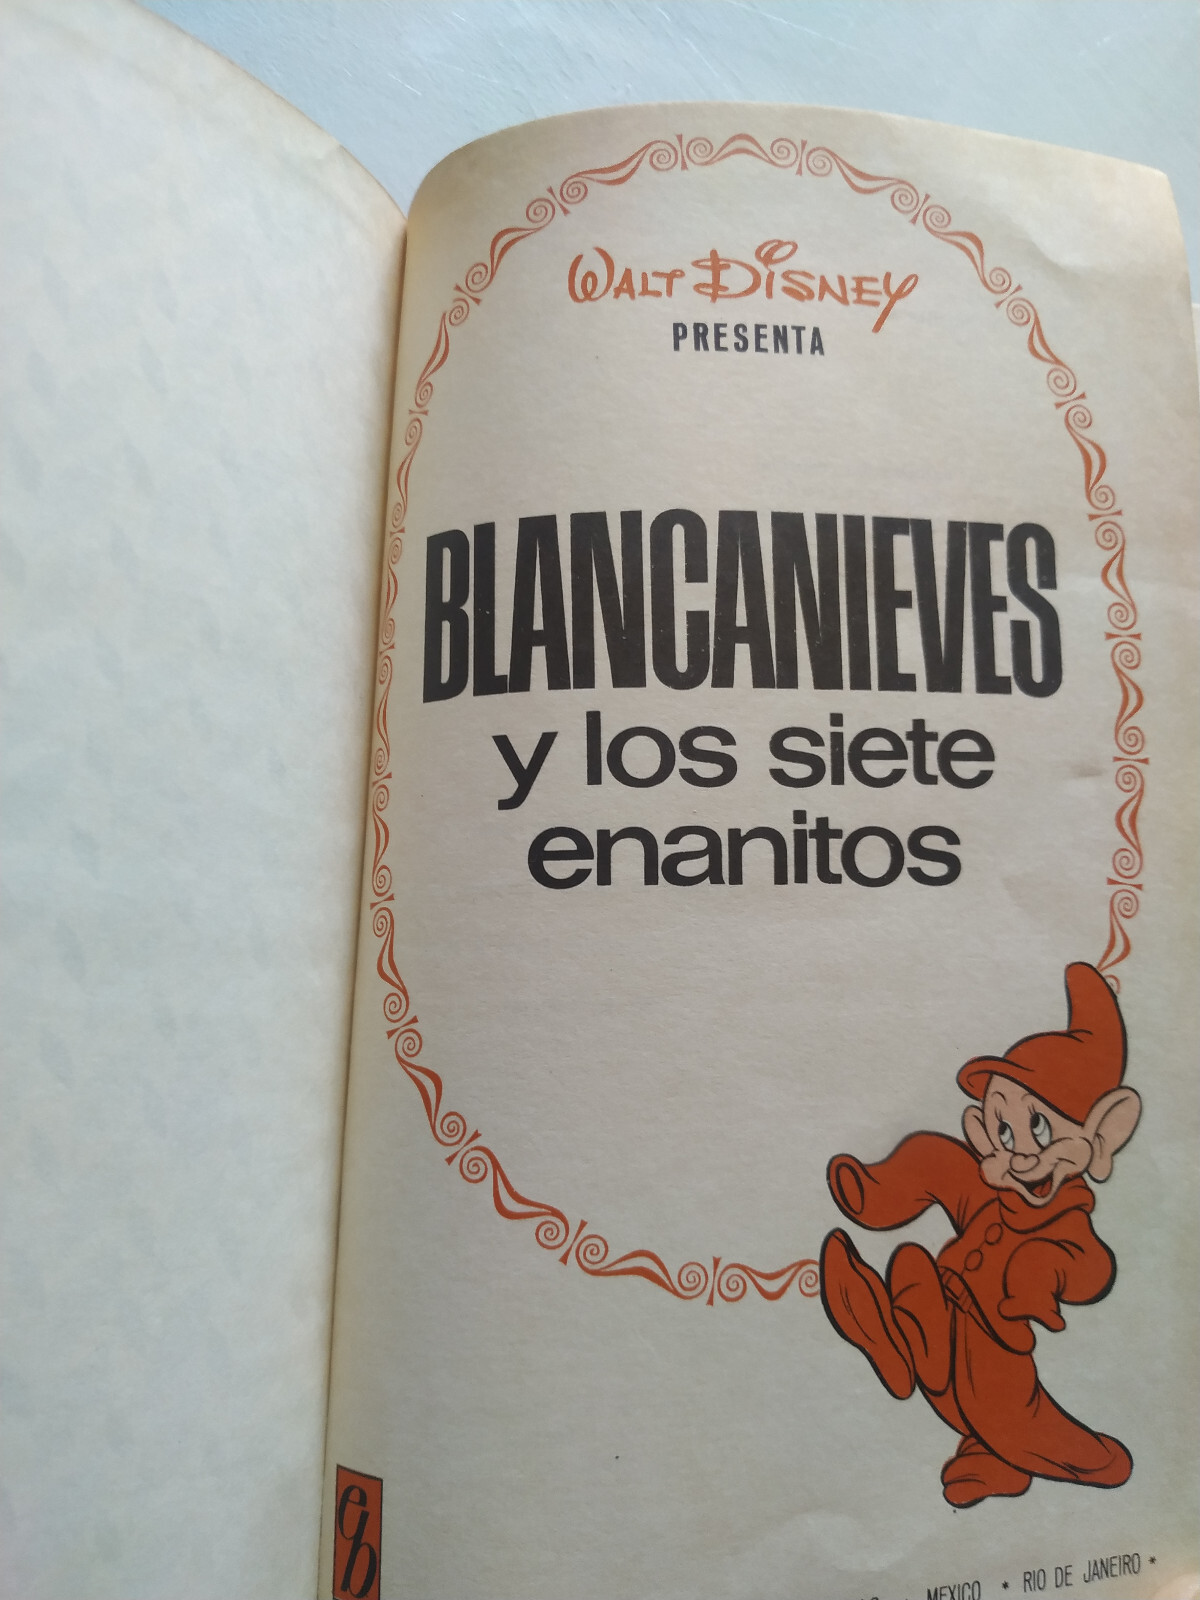 WALT DISNEY
PRESENTA
BLANCANIEVES
y los siete
enanitos
eb
MEXICO * RIO DE JANEIRO *